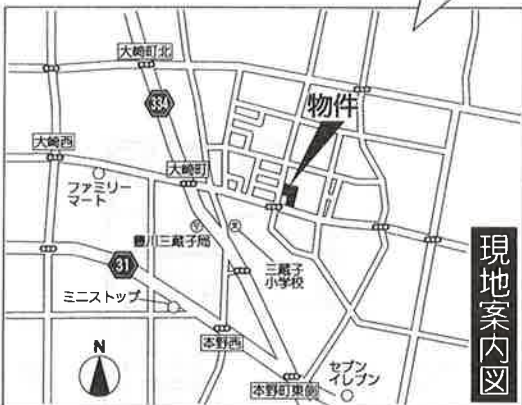 大崎町北
334
物件
大崎西
大崎町
ファミリー
マート
〒
文
豊川三蔵子局
31
三蔵子
小学校
ミニストップ
現地案内図
N
本野西
セブン
イレブン
本野町東側